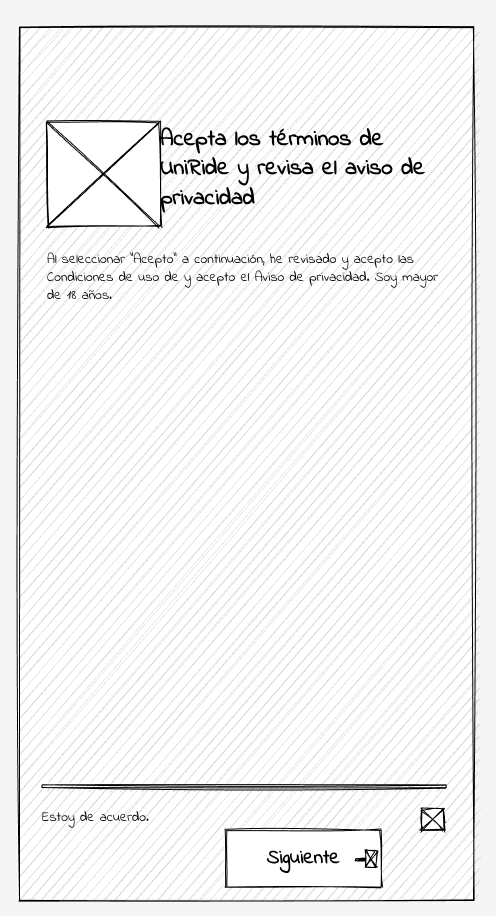 Acepta los términos de
UniRide y revisa el aviso de
privacidad
Al seleccionar "Acepto" a continuación, he revisado y acepto las
Condiciones de uso de y acepto el Aviso de privacidad. Soy mayor
de 18 años.
Estoy de acuerdo.
Siguiente